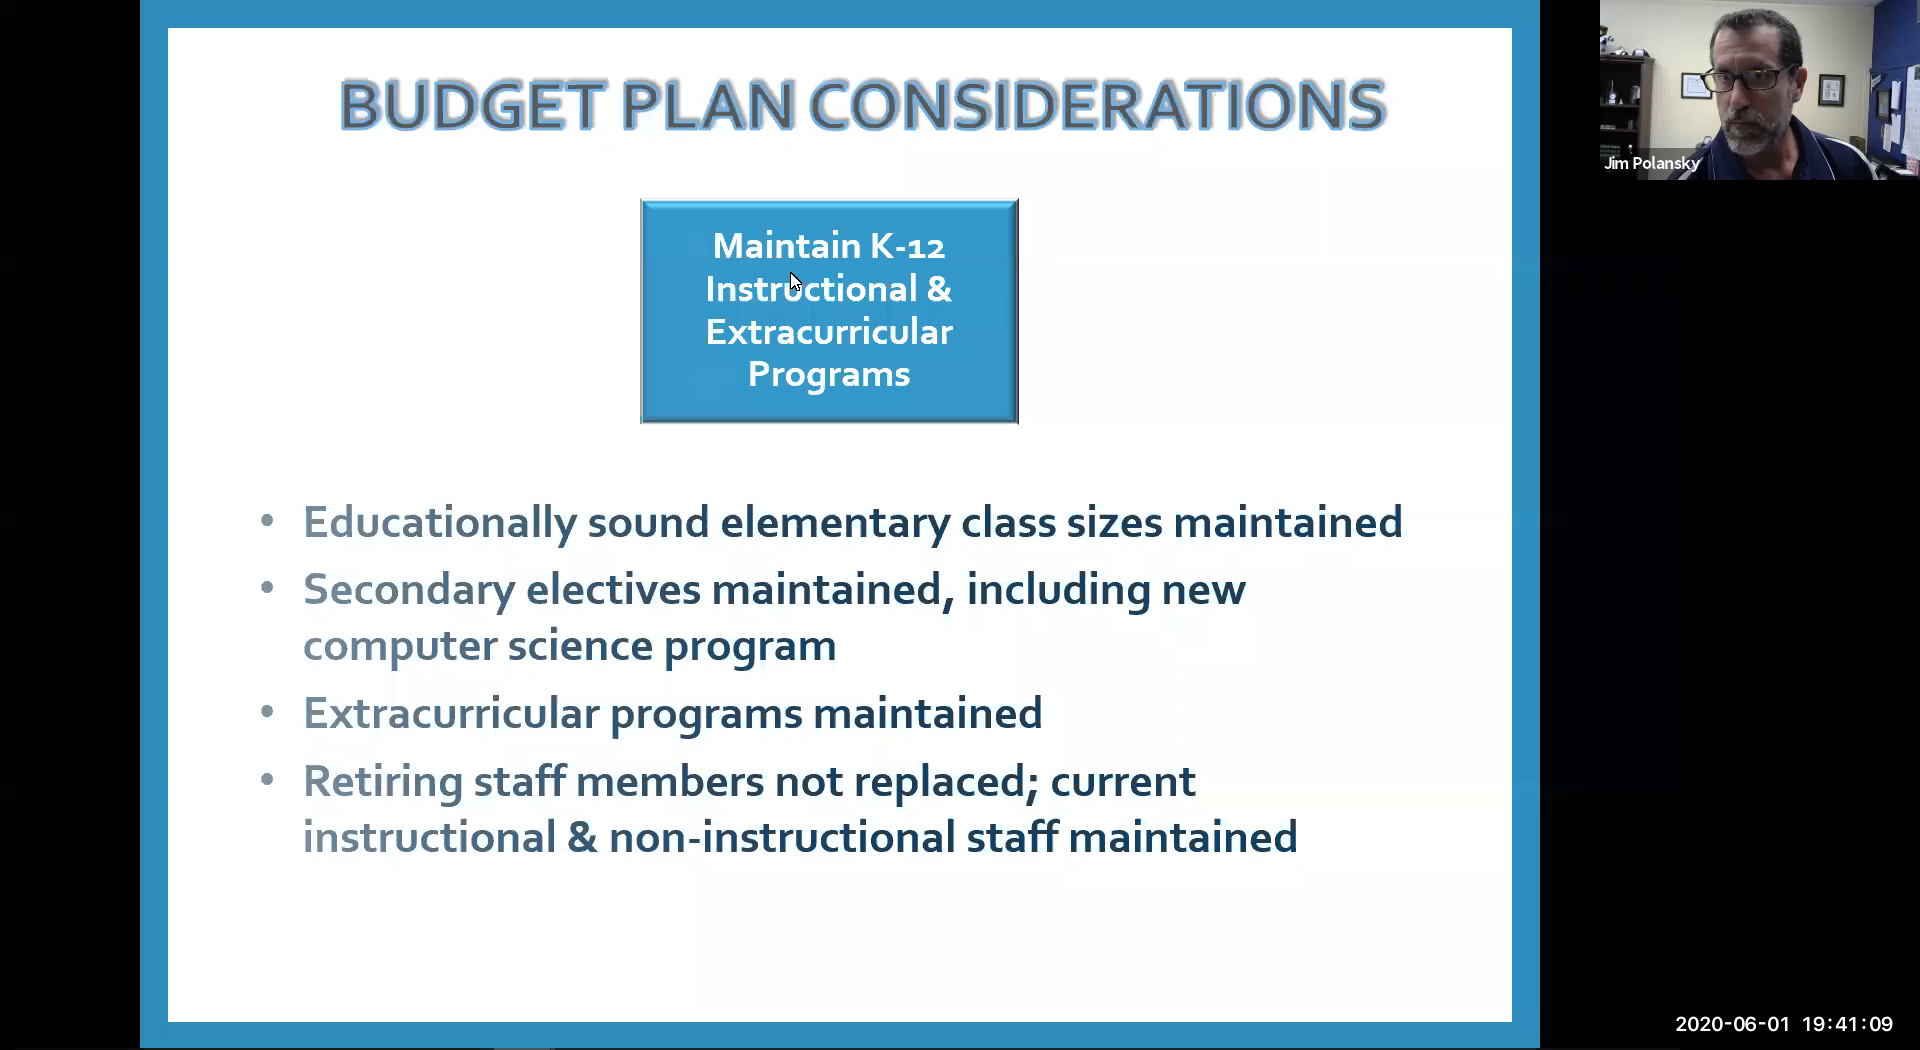 BUDGET PLAN CONSIDERATIONS
Maintain K-12
Instructional &
Extracurricular
Programs
• Educationally sound elementary class sizes maintained
• Secondary electives maintained, including new
computer science program
• Extracurricular programs maintained
• Retiring staff members not replaced; current
instructional & non-instructional staff maintained
Jim Polansky
2020-06-01 19:41:09